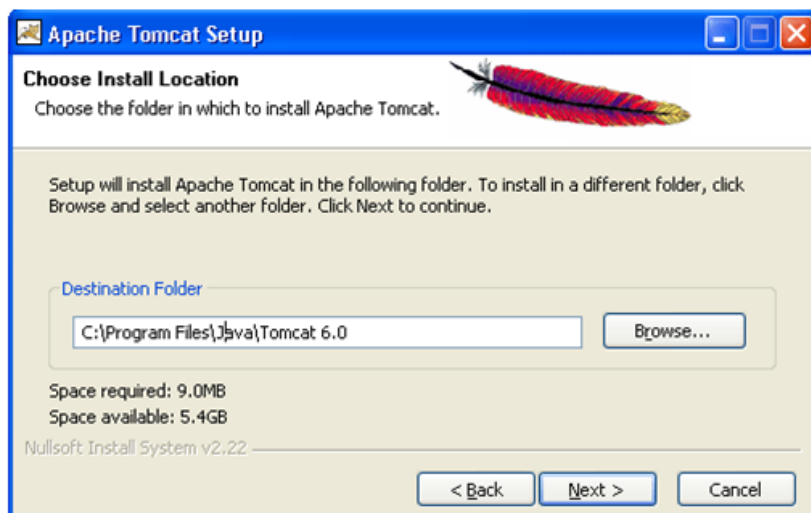 Apache Tomcat Setup
Choose Install Location
Choose the folder in which to install Apache Tomcat.
Setup will install Apache Tomcat in the following folder. To install in a different folder, click
Browse and select another folder. Click Next to continue.
Destination Folder
C:\Program Files\Java\Tomcat 6.0
Browse...
Space required: 9.0MB
Space available: 5.4GB
Nullsoft Install System v2.22
< Back
Next >
Cancel